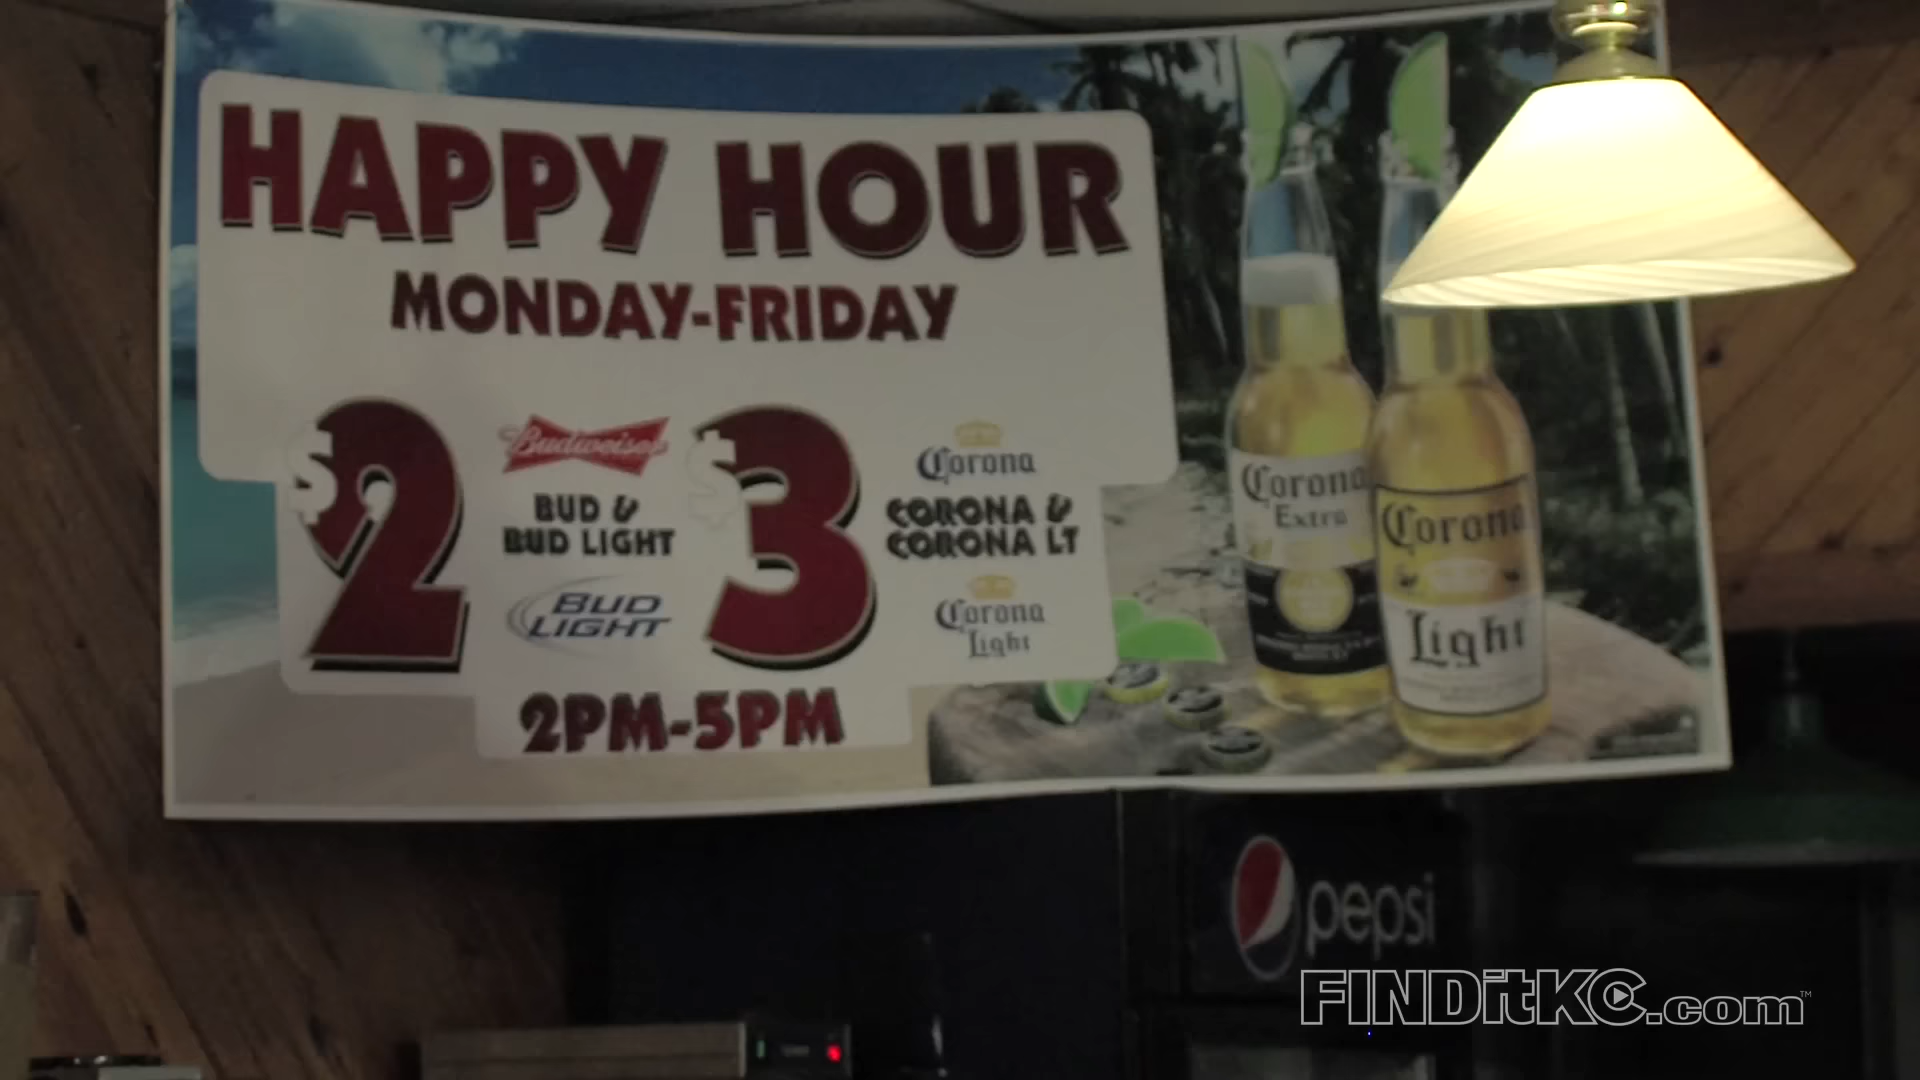 HAPPY HOUR
MONDAY-FRIDAY
$2
Budweiser
BUD &
BUD LIGHT
BUD
LIGHT
$3
Corona
CORONA &
CORONA LT
Corona
Light
2PM-5PM
Corona
Extra
Corona
Light
pepsi
FINDitKC.com™